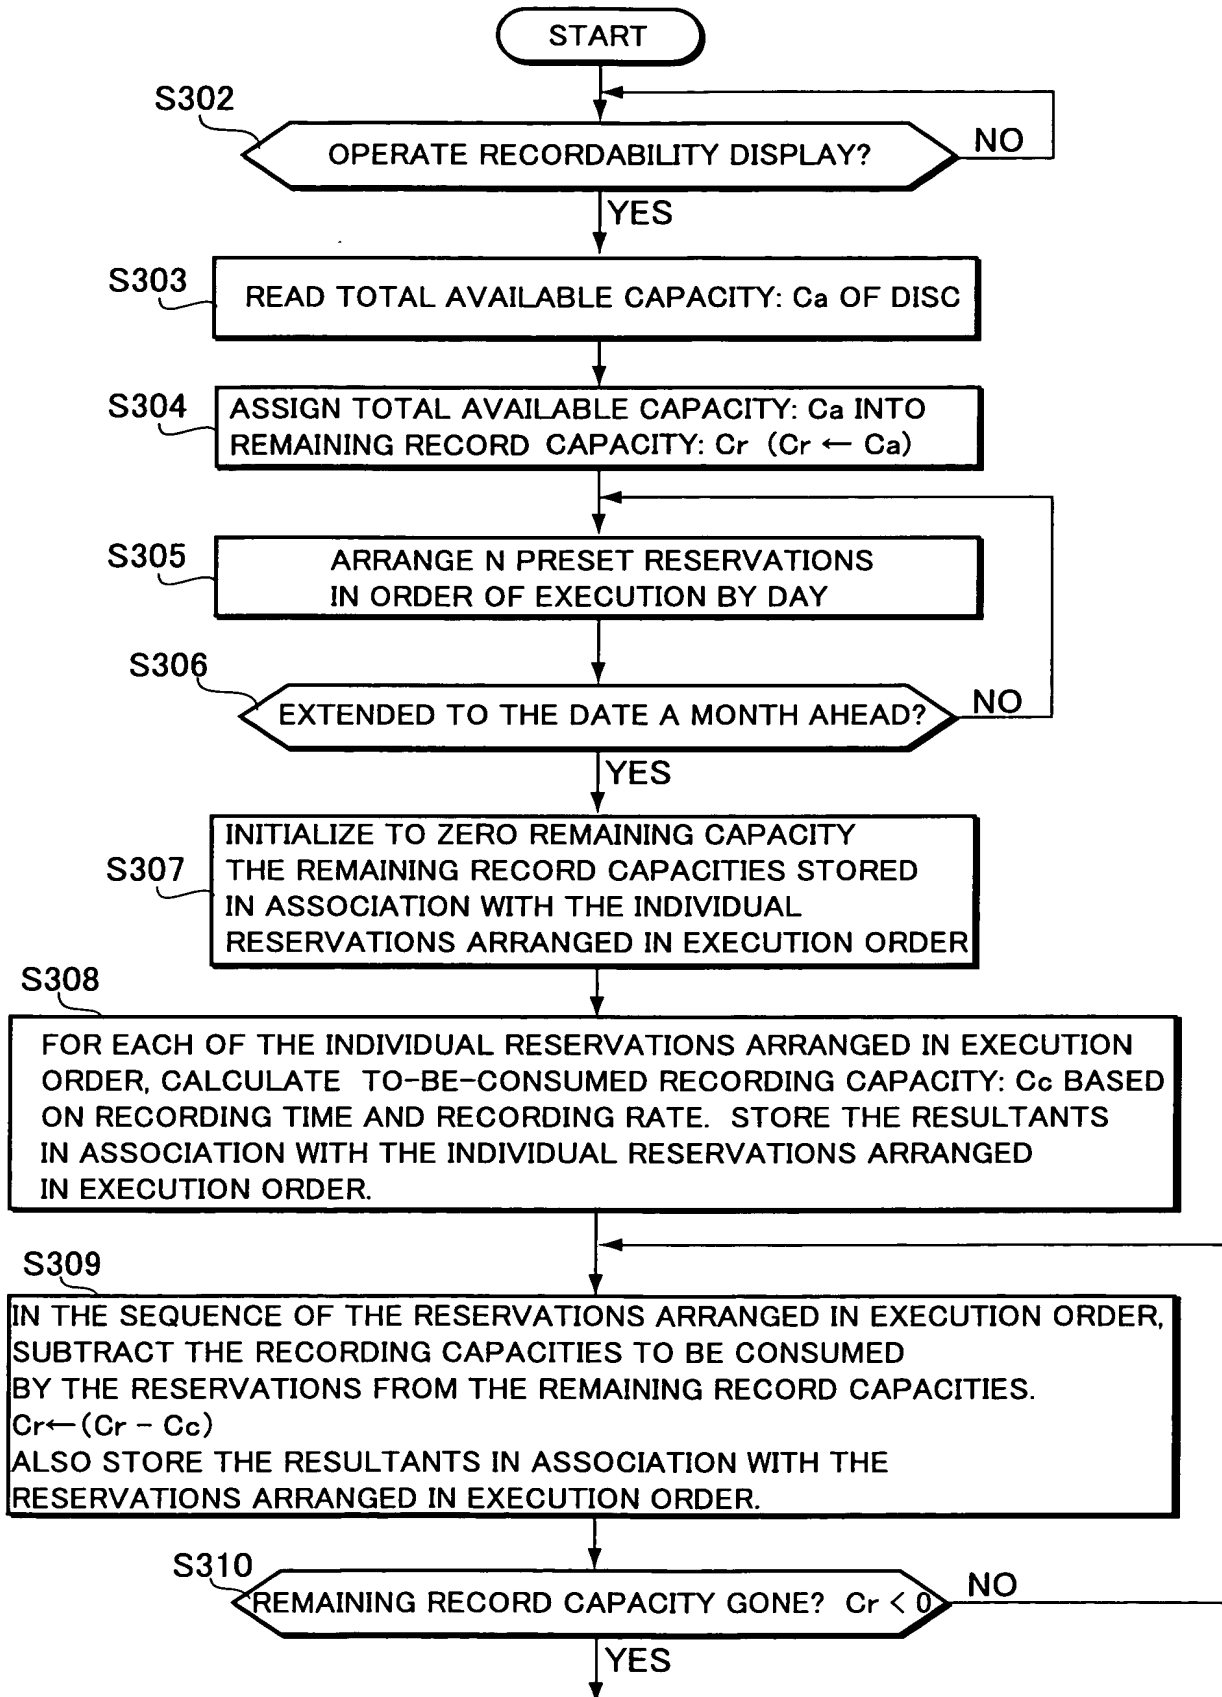 START
S302
OPERATE RECORDABILITY DISPLAY?
NO
YES
S303
READ TOTAL AVAILABLE CAPACITY: Ca OF DISC
S304
ASSIGN TOTAL AVAILABLE CAPACITY: Ca INTO
REMAINING RECORD CAPACITY: Cr (Cr ← Ca)
S305
ARRANGE N PRESET RESERVATIONS
IN ORDER OF EXECUTION BY DAY
S306
EXTENDED TO THE DATE A MONTH AHEAD?
NO
YES
S307
INITIALIZE TO ZERO REMAINING CAPACITY
THE REMAINING RECORD CAPACITIES STORED
IN ASSOCIATION WITH THE INDIVIDUAL
RESERVATIONS ARRANGED IN EXECUTION ORDER
S308
FOR EACH OF THE INDIVIDUAL RESERVATIONS ARRANGED IN EXECUTION
ORDER, CALCULATE TO-BE-CONSUMED RECORDING CAPACITY: Cc BASED
ON RECORDING TIME AND RECORDING RATE. STORE THE RESULTANTS
IN ASSOCIATION WITH THE INDIVIDUAL RESERVATIONS ARRANGED
IN EXECUTION ORDER.
S309
IN THE SEQUENCE OF THE RESERVATIONS ARRANGED IN EXECUTION ORDER,
SUBTRACT THE RECORDING CAPACITIES TO BE CONSUMED
BY THE RESERVATIONS FROM THE REMAINING RECORD CAPACITIES.
Cr←(Cr - Cc)
ALSO STORE THE RESULTANTS IN ASSOCIATION WITH THE
RESERVATIONS ARRANGED IN EXECUTION ORDER.
S310
REMAINING RECORD CAPACITY GONE? Cr < 0
NO
YES